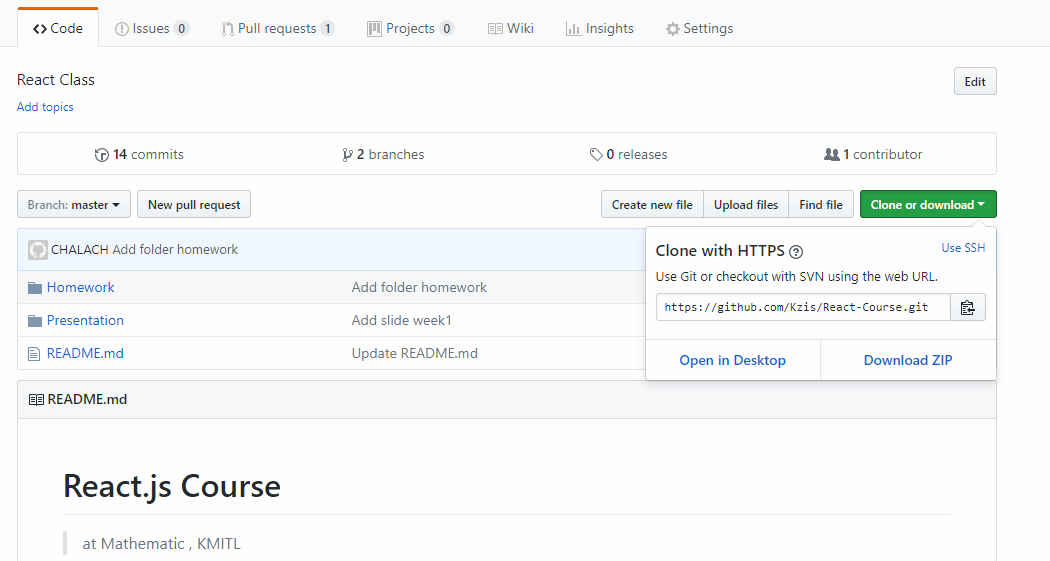 Code Issues 0 Pull requests 1 Projects 0 Wiki Insights Settings
React Class Edit
Add topics
14 commits 2 branches 0 releases 1 contributor
Branch: master New pull request Create new file Upload files Find file Clone or download
CHALACH Add folder homework
Homework Add folder homework
Presentation Add slide week1
README.md Update README.md
Clone with HTTPS ? Use SSH
Use Git or checkout with SVN using the web URL.
https://github.com/Kzis/React-Course.git
Open in Desktop Download ZIP
README.md
React.js Course
at Mathematic , KMITL